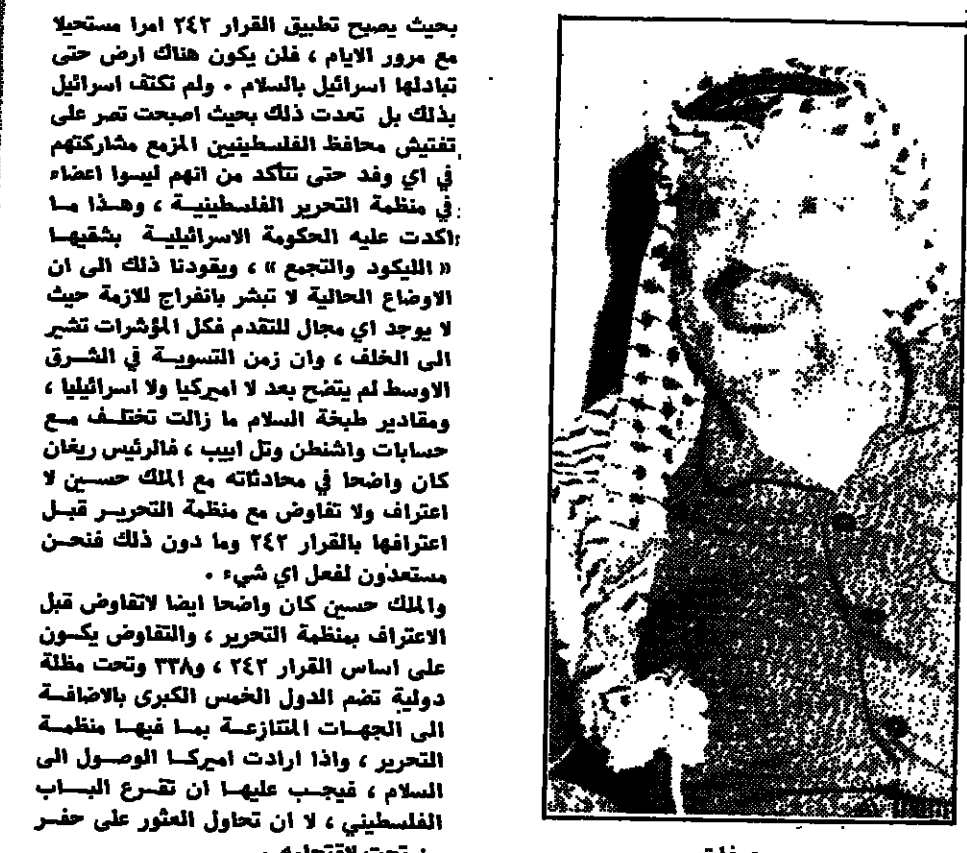 بحيث يصبح تطبيق القرار ٢٤٢ امرا مستحيلا
مع مرور الايام ، فلن يكون هناك ارض حتى
تبادلها اسرائيل بالسلام . ولم تكتف اسرائيل
بذلك بل تعدت ذلك بحيث اصبحت تصر على
تفتيش محافظ الفلسطينيين المزمع مشاركتهم
في اي وفد حتى تتأكد من انهم ليسوا اعضاء
في منظمة التحرير الفلسطينية ، وهذا ما
اكدت عليه الحكومة الاسرائيلية بشقيها
« الليكود والتجمع » ، ويقودنا ذلك الى ان
الاوضاع الحالية لا تبشر بانفراج للازمة حيث
لا يوجد اي مجال للتقدم فكل المؤشرات تشير
الى الخلف ، وان زمن التسوية في الشرق
الاوسط لم يتضح بعد لا اميركيا ولا اسرائيليا ،
ومقادير طبخة السلام ما زالت تختلف مع
حسابات واشنطن وتل ابيب ، فالرئيس ريغان
كان واضحا في محادثاته مع الملك حسين لا
اعتراف ولا تفاوض مع منظمة التحرير قبل
اعترافها بالقرار ٢٤٢ وما دون ذلك فنحن
مستعدون لفعل اي شيء .
والملك حسين كان واضحا ايضا لاتفاوض قبل
الاعتراف بمنظمة التحرير ، والتفاوض يكون
على اساس القرار ٢٤٢ ، و٣٣٨ وتحت مظلة
دولية تضم الدول الخمس الكبرى بالاضافة
الى الجهات المتنازعة بما فيها منظمة
التحرير ، واذا ارادت اميركا الوصول الى
السلام ، فيجب عليها ان تقرع الباب
الفلسطيني ، لا ان تحاول العثور على حفر